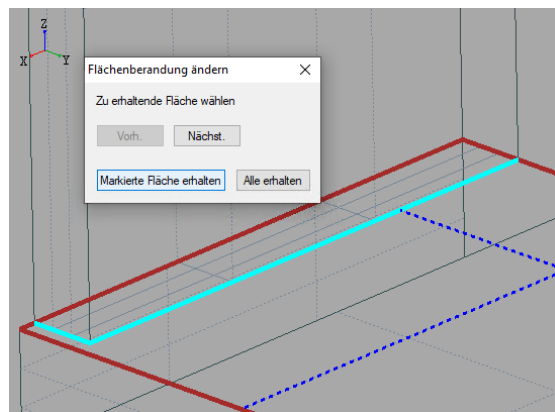 Z
X
Y
Flächenberandung ändern
Zu erhaltende Fläche wählen
Vorh.
Nächst.
Markierte Fläche erhalten
Alle erhalten